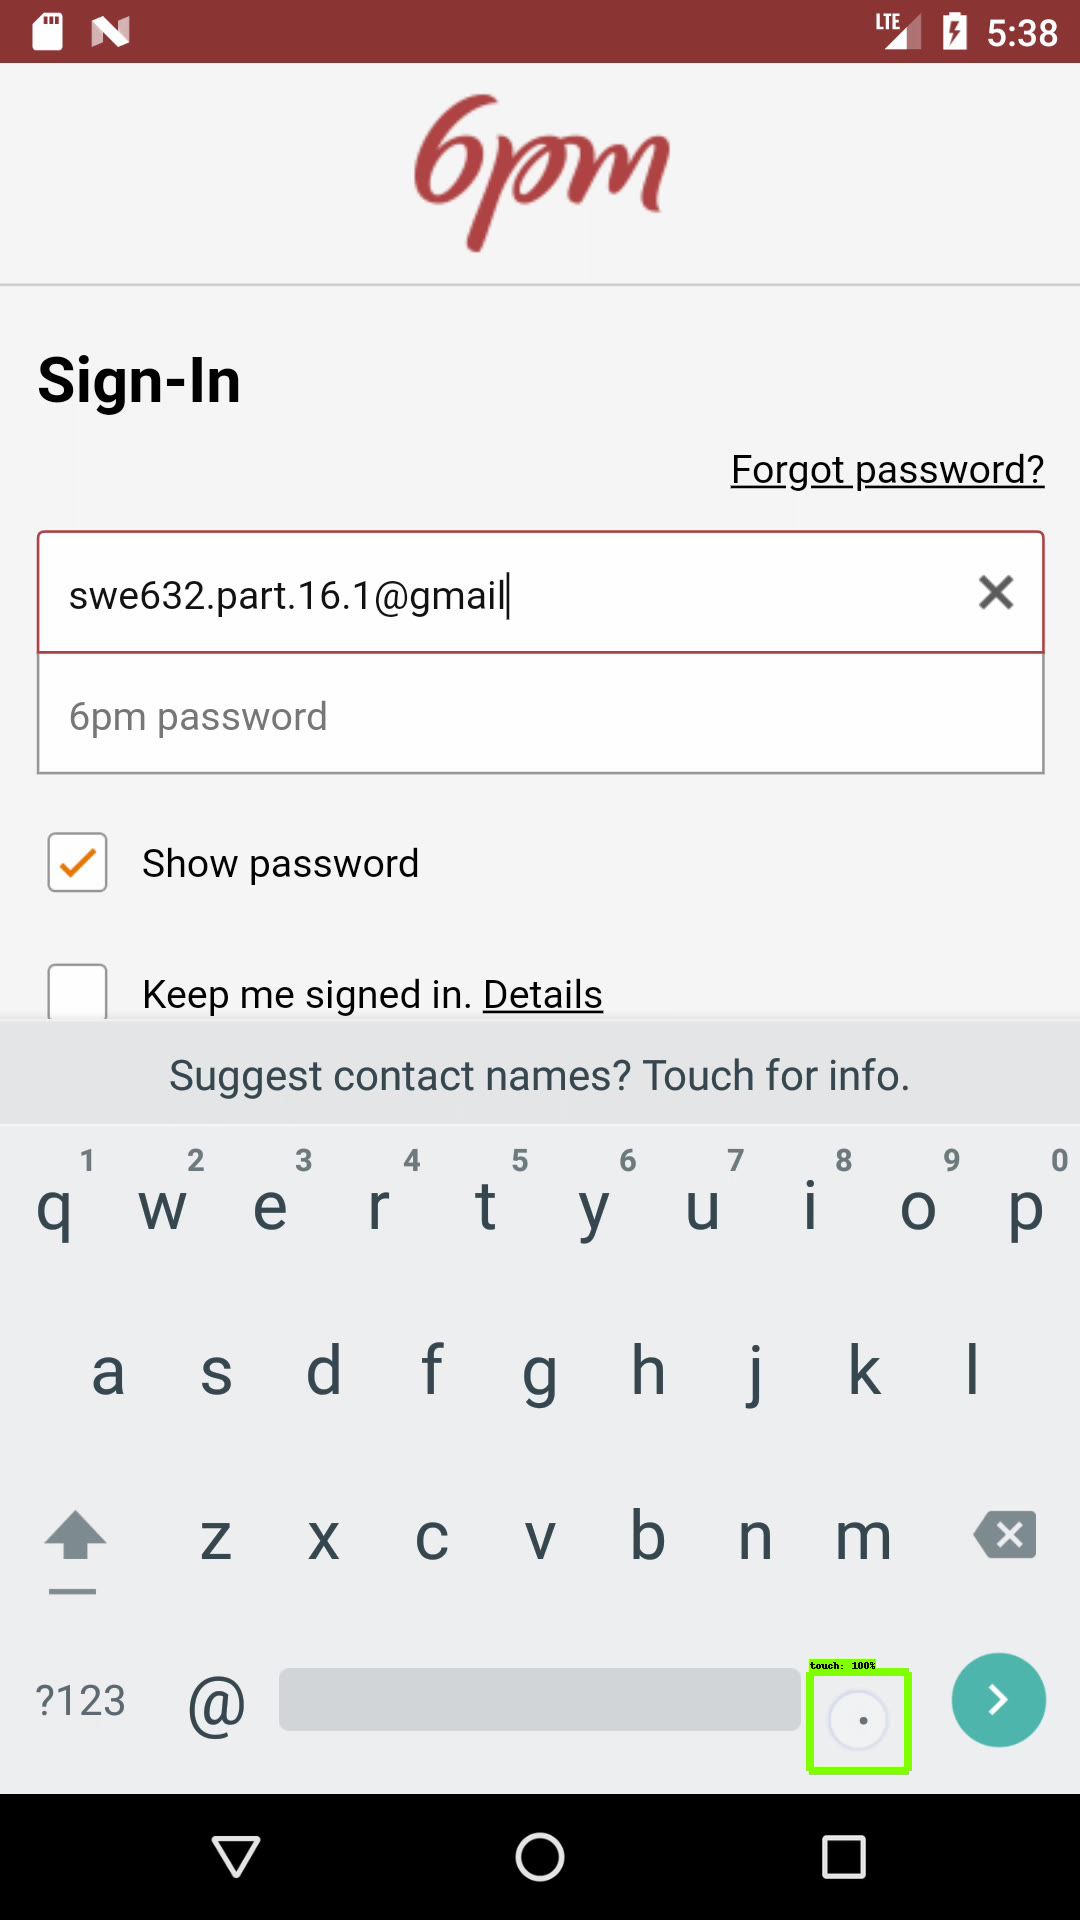 LTE 5:38
6pm
Sign-In
Forgot password?
swe632.part.16.1@gmail
6pm password
Show password
Keep me signed in. Details
Suggest contact names? Touch for info.
1 2 3 4 5 6 7 8 9 0
q w e r t y u i o p
a s d f g h j k l
z x c v b n m
touch: 100%
?123 @ .